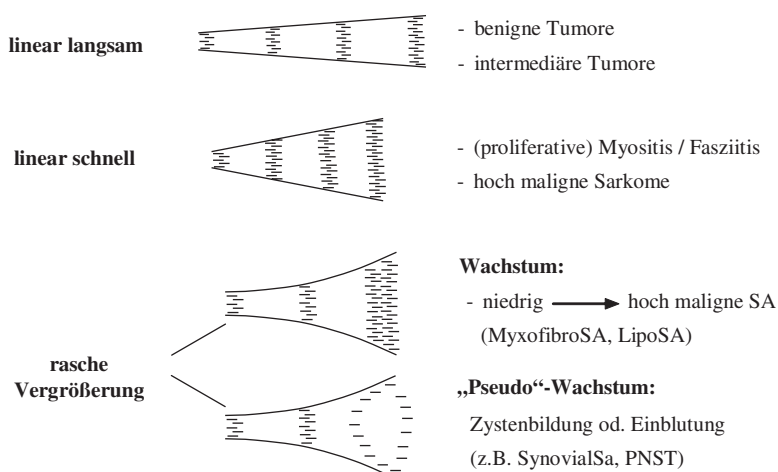 linear langsam
- benigne Tumore
- intermediäre Tumore
linear schnell
- (proliferative) Myositis / Fasziitis
- hoch maligne Sarkome
rasche
Vergrößerung
Wachstum:
- niedrig hoch maligne SA
(MyxofibroSA, LipoSA)
„Pseudo“-Wachstum:
Zystenbildung od. Einblutung
(z.B. SynovialSa, PNST)